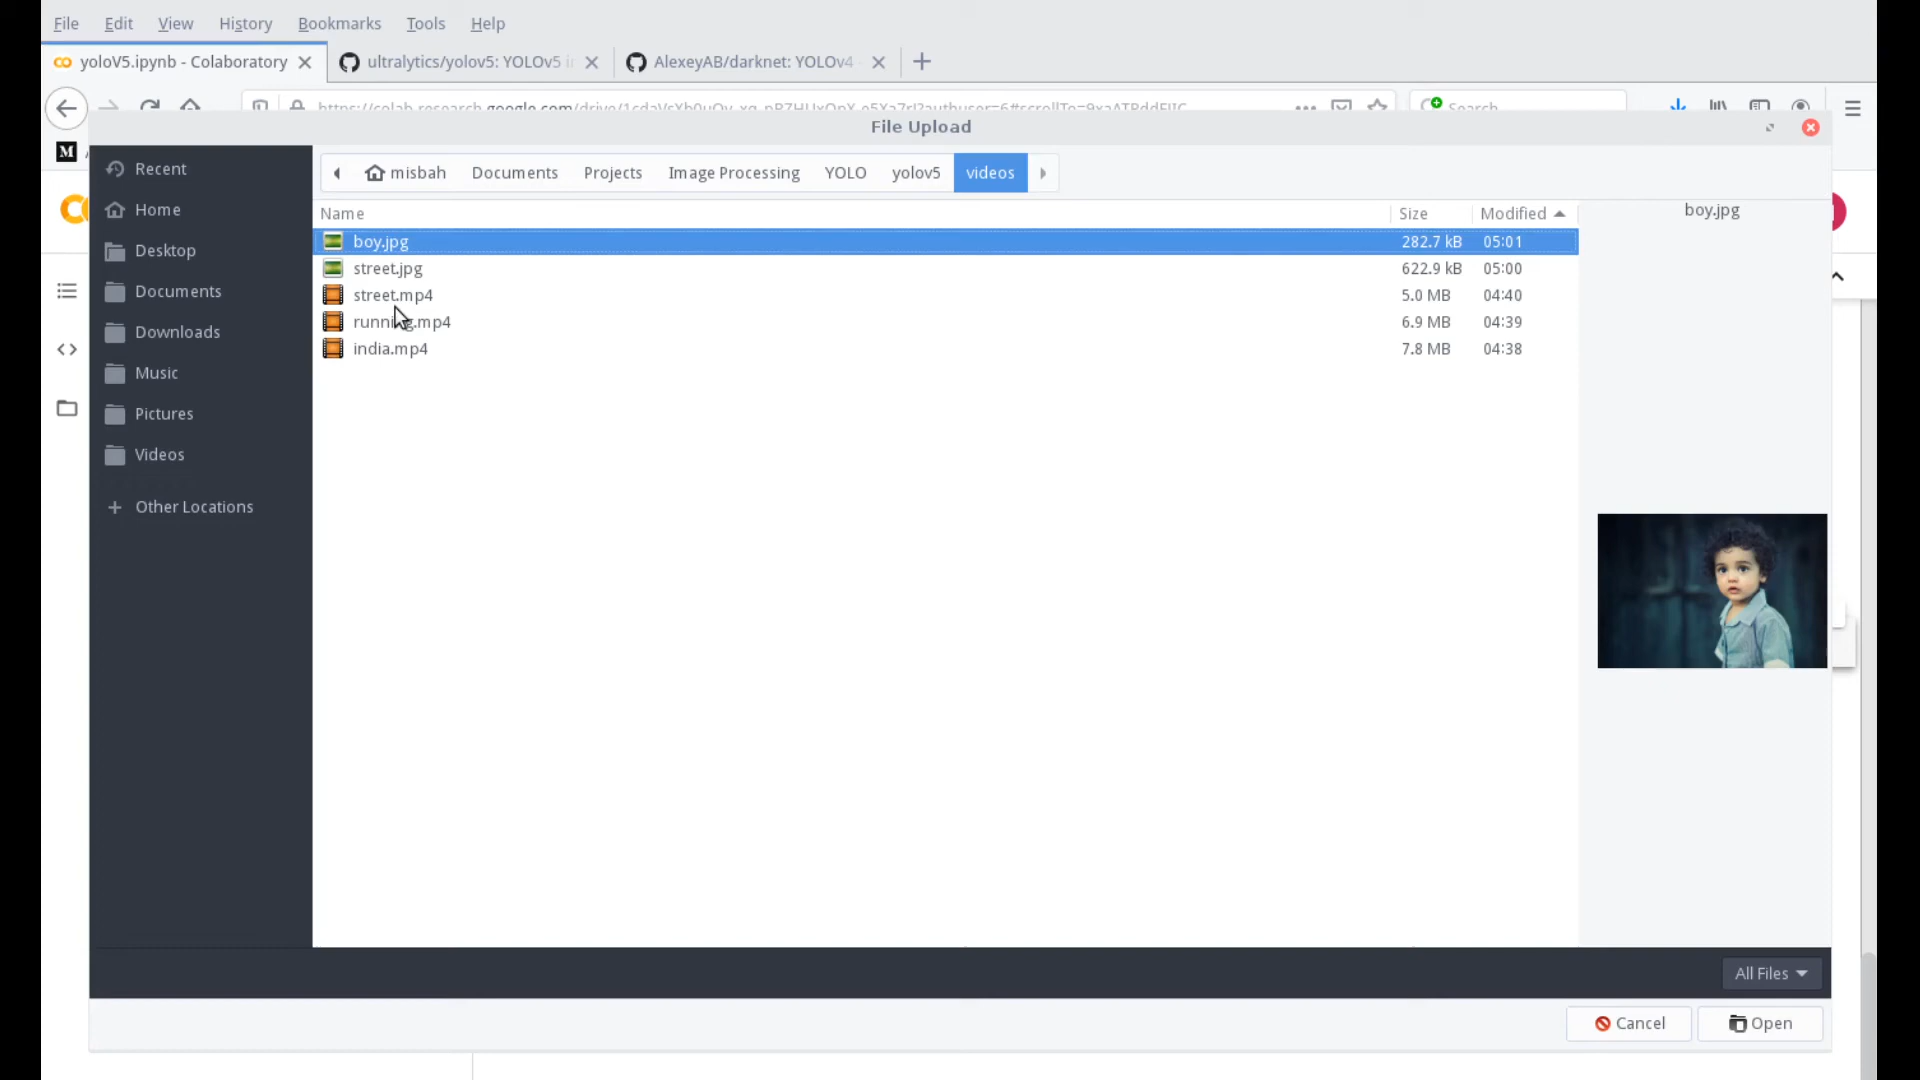 File Edit View History Bookmarks Tools Help
yoloV5.ipynb - Colaboratory ultralytics/yolov5: YOLOv5 in AlexeyAB/darknet: YOLOv4
Search
File Upload
M
Recent
Home
Desktop
Documents
Downloads
Music
Pictures
Videos
Other Locations
misbah Documents Projects Image Processing YOLO yolov5 videos
Name Size Modified
boy.jpg 282.7 kB 05:01
street.jpg 622.9 kB 05:00
street.mp4 5.0 MB 04:40
running.mp4 6.9 MB 04:39
india.mp4 7.8 MB 04:38
boy.jpg
All Files
Cancel Open